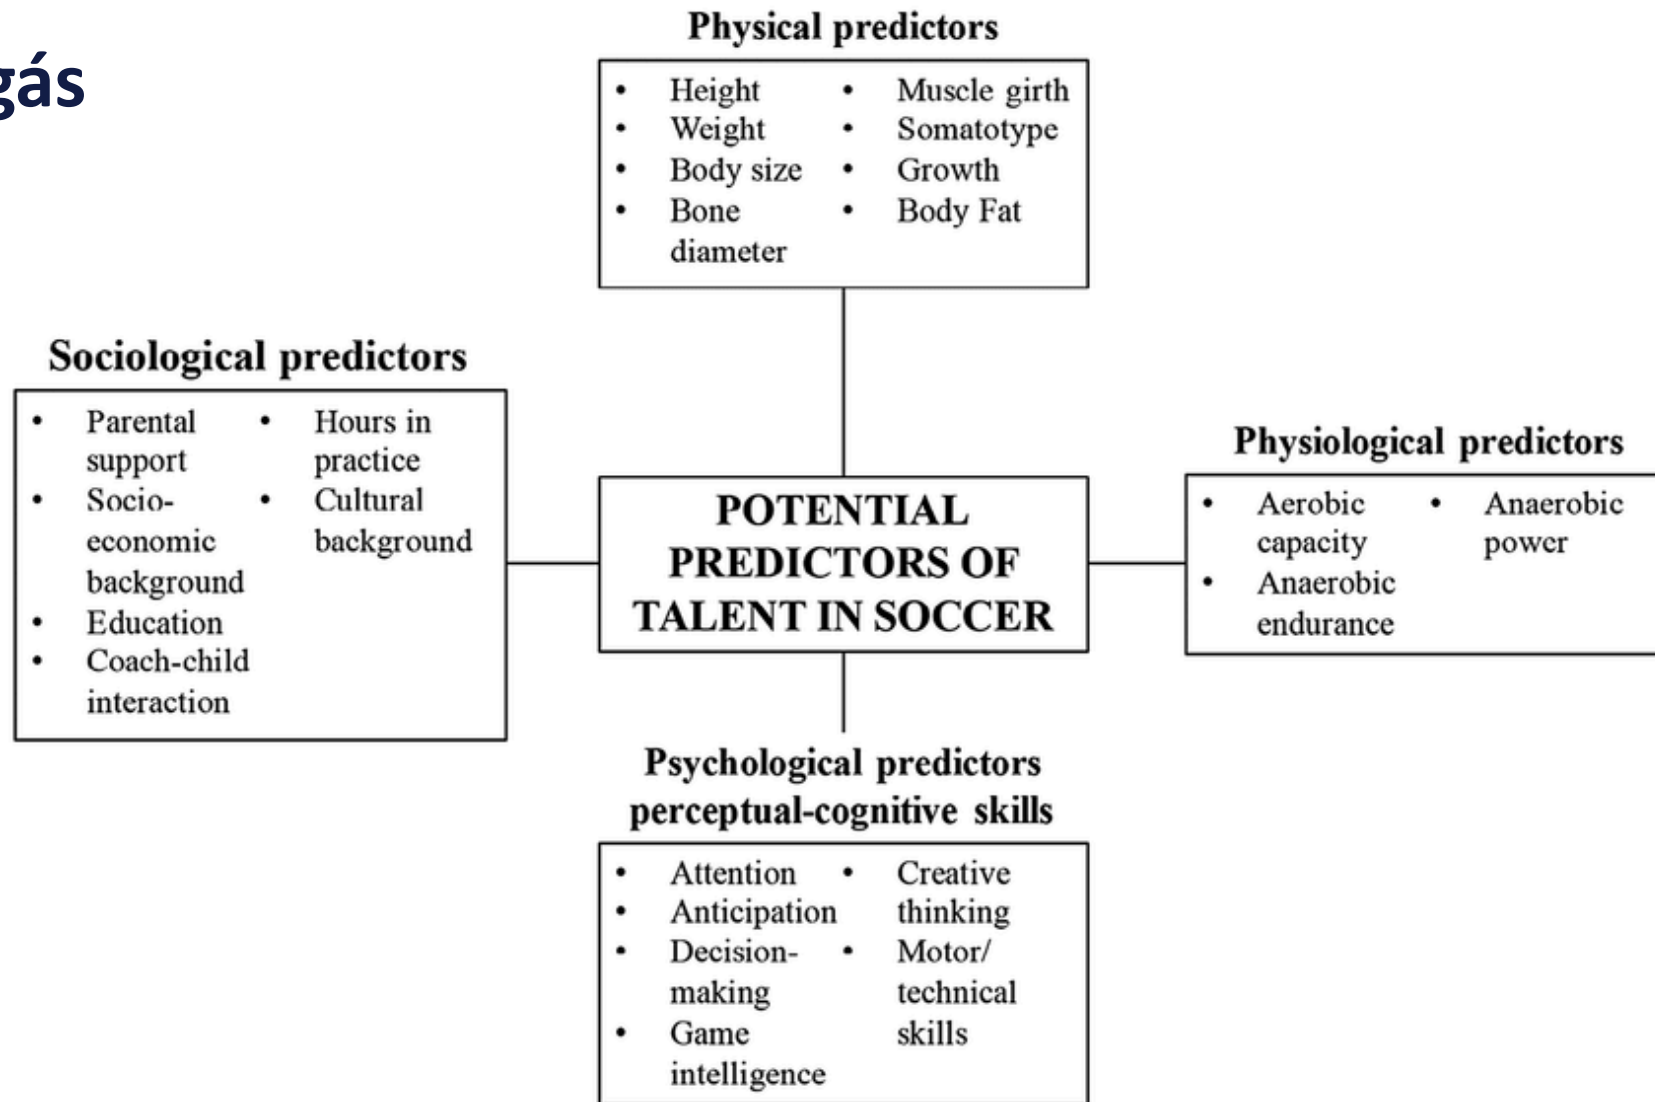 gás
Physical predictors
• Height
• Weight
• Body size
• Bone
diameter
• Muscle girth
• Somatotype
• Growth
• Body Fat
Sociological predictors
• Parental
support
• Socio-
economic
background
• Education
• Coach-child
interaction
• Hours in
practice
• Cultural
background
POTENTIAL
PREDICTORS OF
TALENT IN SOCCER
Physiological predictors
• Aerobic
capacity
• Anaerobic
endurance
• Anaerobic
power
Psychological predictors
perceptual-cognitive skills
• Attention
• Anticipation
• Decision-
making
• Game
intelligence
• Creative
thinking
• Motor/
technical
skills